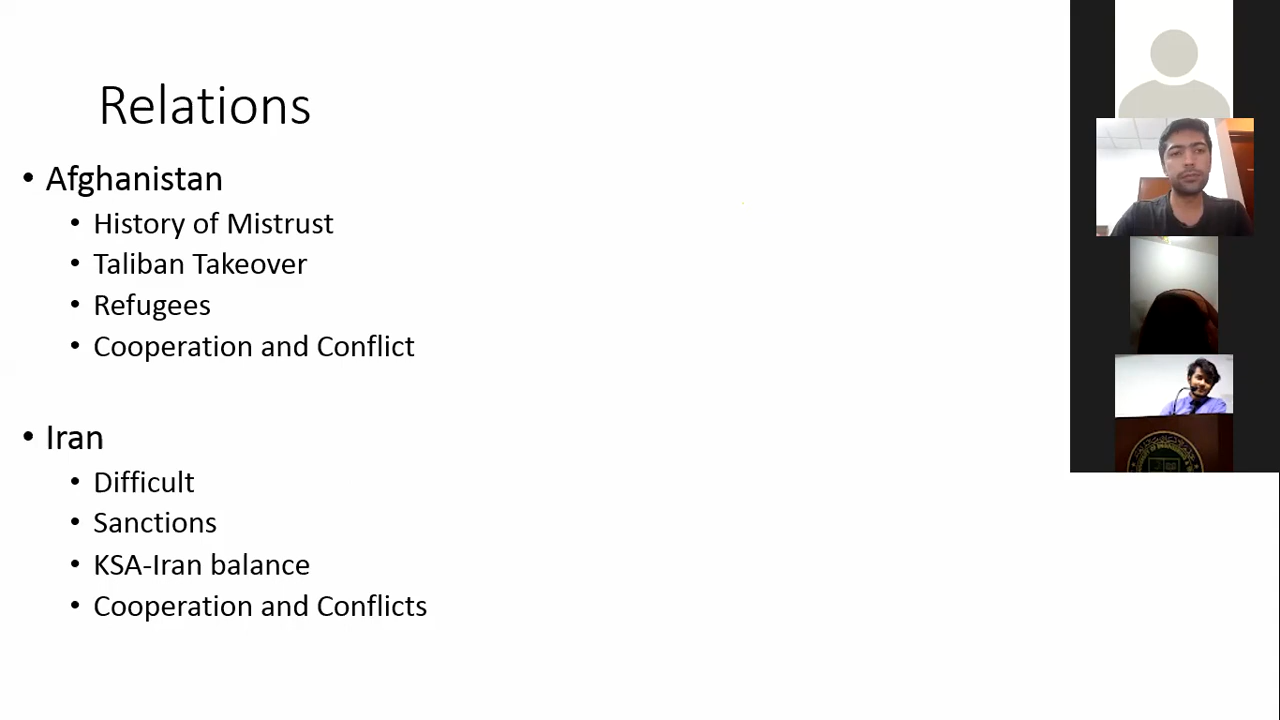 Relations
• Afghanistan
• History of Mistrust
• Taliban Takeover
• Refugees
• Cooperation and Conflict
• Iran
• Difficult
• Sanctions
• KSA-Iran balance
• Cooperation and Conflicts